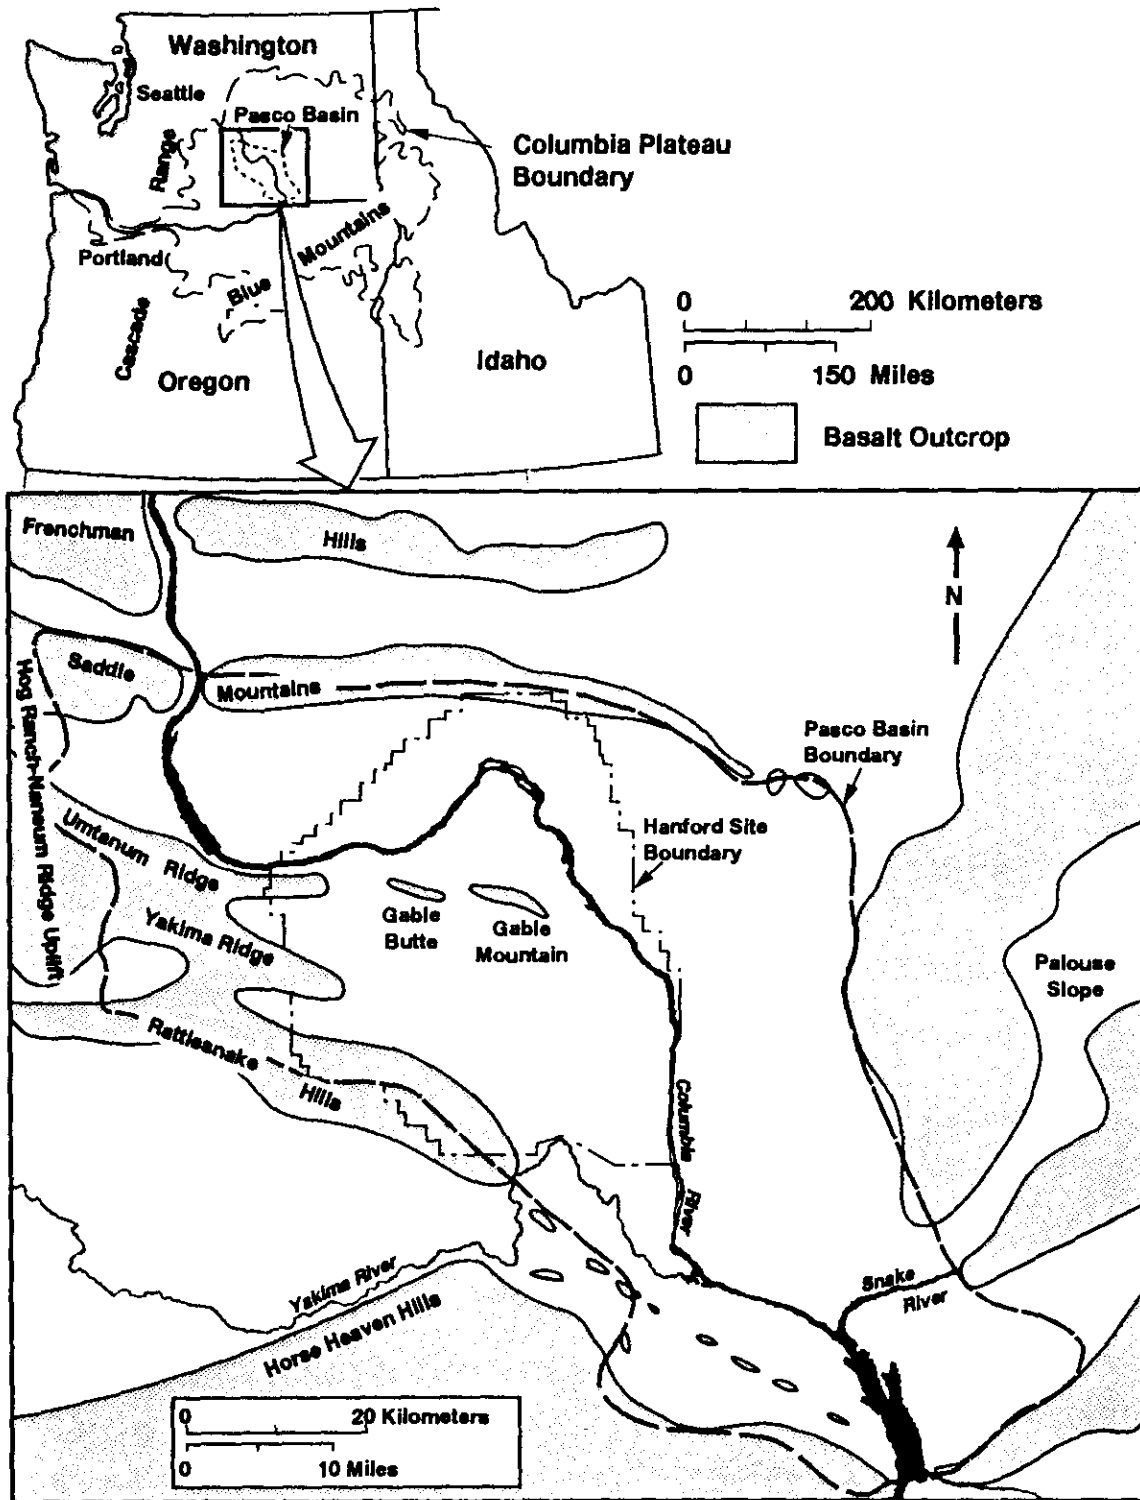 Washington
Seattle
Pasco Basin
Range
Columbia Plateau
Boundary
Portland
Blue
Mountains
Cascade
Oregon
Idaho
0 200 Kilometers
0 150 Miles
Basalt Outcrop
Frenchman
Hills
N
Saddle
Mountains
Hog Ranch-Naneum Ridge Uplift
Pasco Basin
Boundary
Umtanum Ridge
Hanford Site
Boundary
Yakima Ridge
Gable
Butte
Gable
Mountain
Palouse
Slope
Rattlesnake
Hills
Columbia
River
Yakima River
Snake
River
Horse Heaven Hills
0 20 Kilometers
0 10 Miles